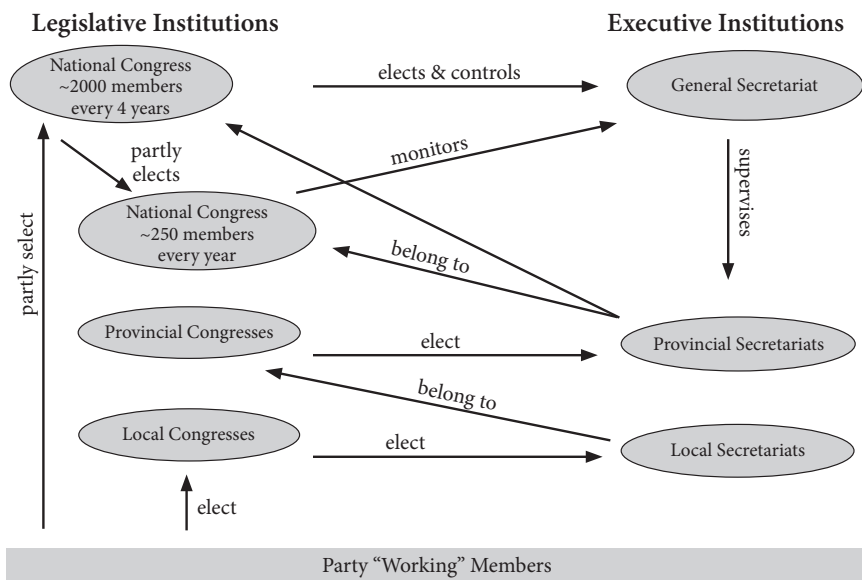 Legislative Institutions
Executive Institutions
National Congress
~2000 members
every 4 years
elects & controls
General Secretariat
partly
elects
monitors
supervises
National Congress
~250 members
every year
belong to
partly select
Provincial Congresses
elect
Provincial Secretariats
belong to
Local Congresses
elect
Local Secretariats
elect
Party “Working” Members